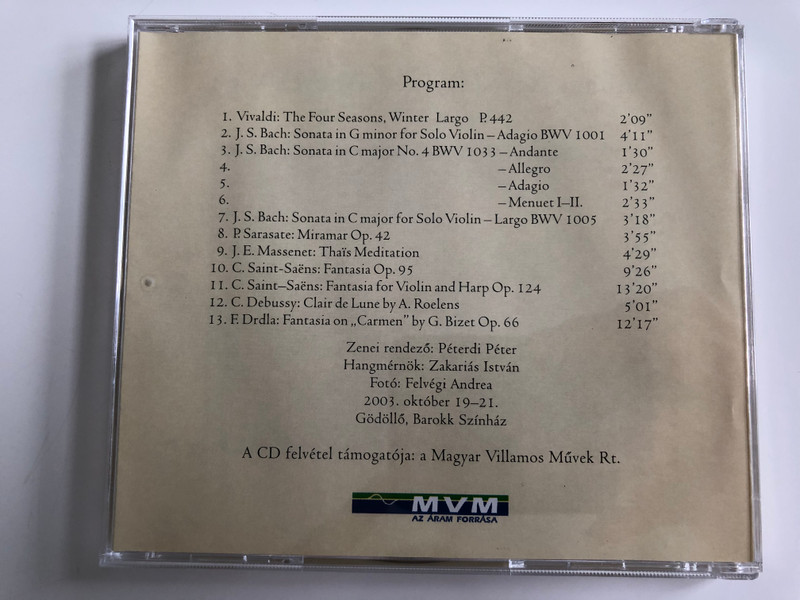 Program:
1. Vivaldi: The Four Seasons, Winter Largo P. 442 2'09"
2. J. S. Bach: Sonata in G minor for Solo Violin – Adagio BWV 1001 4'11"
3. J. S. Bach: Sonata in C major No. 4 BWV 1033 – Andante 1'30"
4. – Allegro 2'27"
5. – Adagio 1'32"
6. – Menuet I–II. 2'33"
7. J. S. Bach: Sonata in C major for Solo Violin – Largo BWV 1005 3'18"
8. P. Sarasate: Miramar Op. 42 3'55"
9. J. E. Massenet: Thaïs Meditation 4'29"
10. C. Saint-Saëns: Fantasia Op. 95 9'26"
11. C. Saint–Saëns: Fantasia for Violin and Harp Op. 124 13'20"
12. C. Debussy: Clair de Lune by A. Roelens 5'01"
13. F. Drdla: Fantasia on „Carmen" by G. Bizet Op. 66 12'17"
Zenei rendező: Péterdi Péter
Hangmérnök: Zakariás István
Fotó: Felvégi Andrea
2003. október 19–21.
Gödöllő, Barokk Színház
A CD felvétel támogatója: a Magyar Villamos Művek Rt.
MVM
AZ ÁRAM FORRÁSA